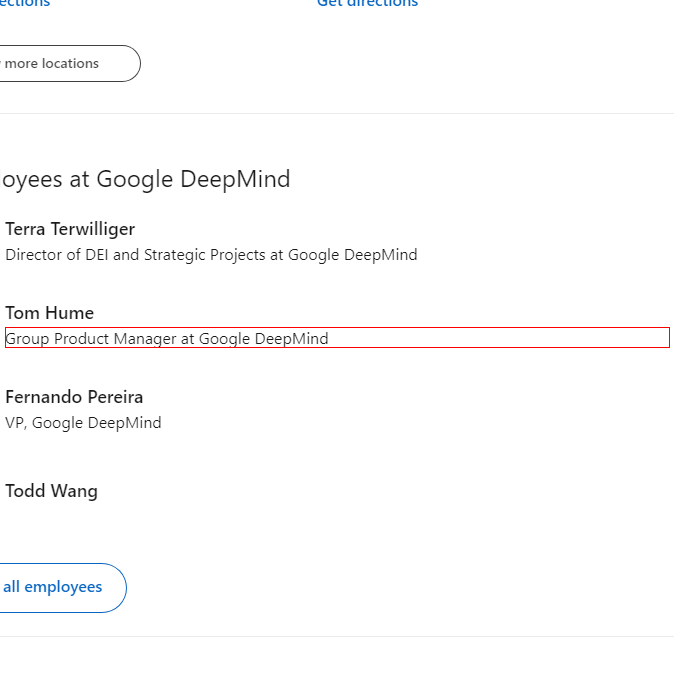 ections Get directions
more locations
oyees at Google DeepMind
Terra Terwilliger
Director of DEI and Strategic Projects at Google DeepMind
Tom Hume
Group Product Manager at Google DeepMind
Fernando Pereira
VP, Google DeepMind
Todd Wang
all employees